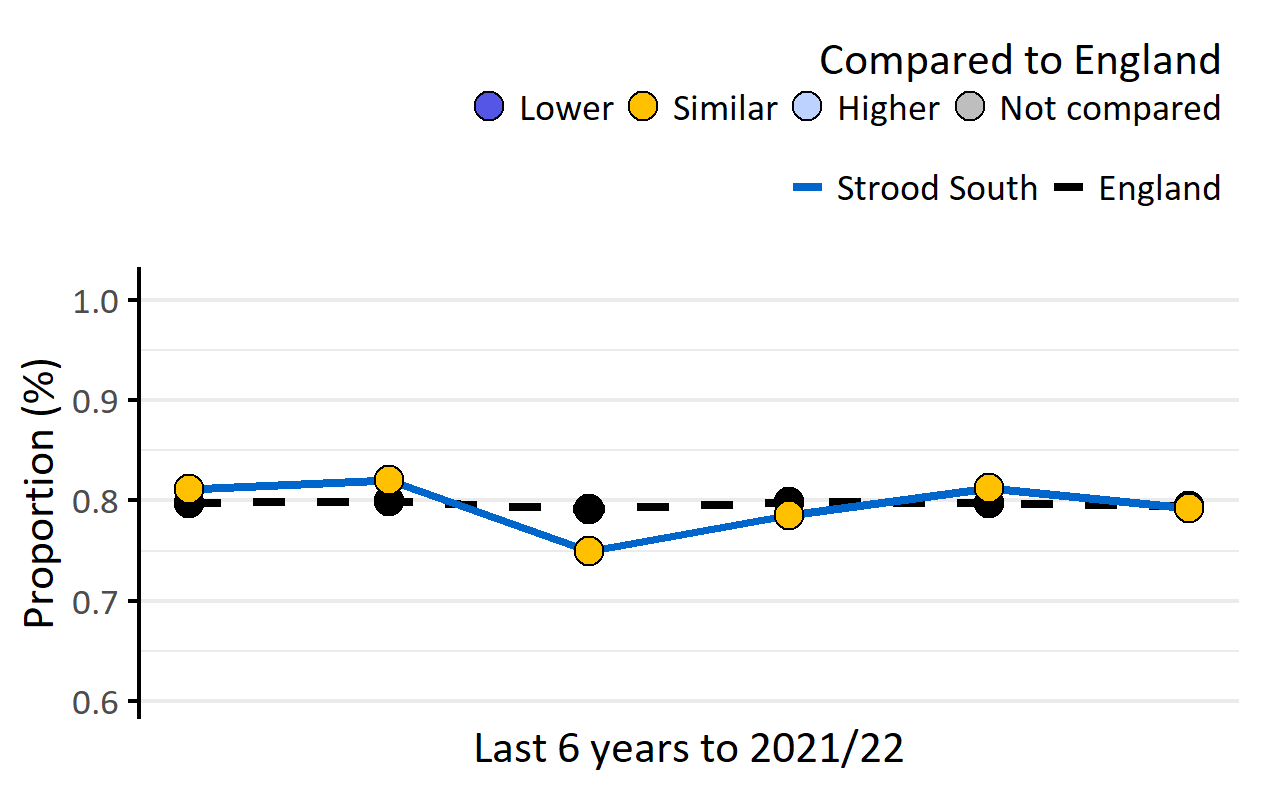 Compared to England
Lower Similar Higher Not compared
Strood South England
1.0
0.9
0.8
0.7
0.6
Proportion (%)
Last 6 years to 2021/22